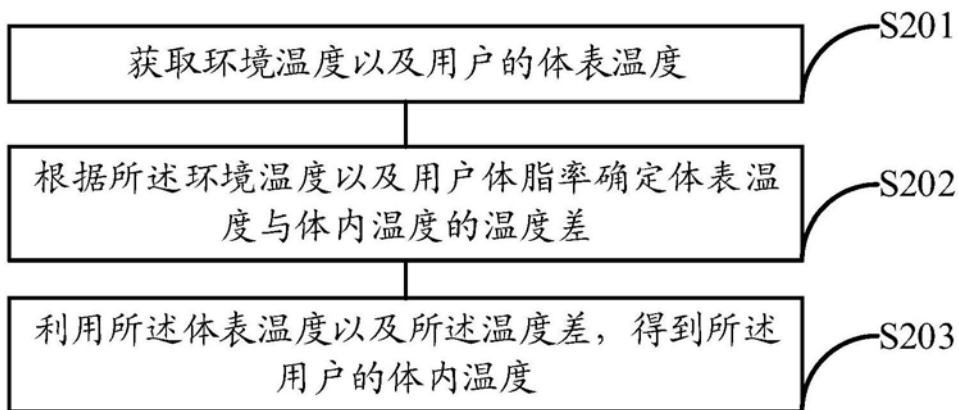 S201
获取环境温度以及用户的体表温度
根据所述环境温度以及用户体脂率确定体表温
度与体内温度的温度差
S202
利用所述体表温度以及所述温度差，得到所述
用户的体内温度
S203